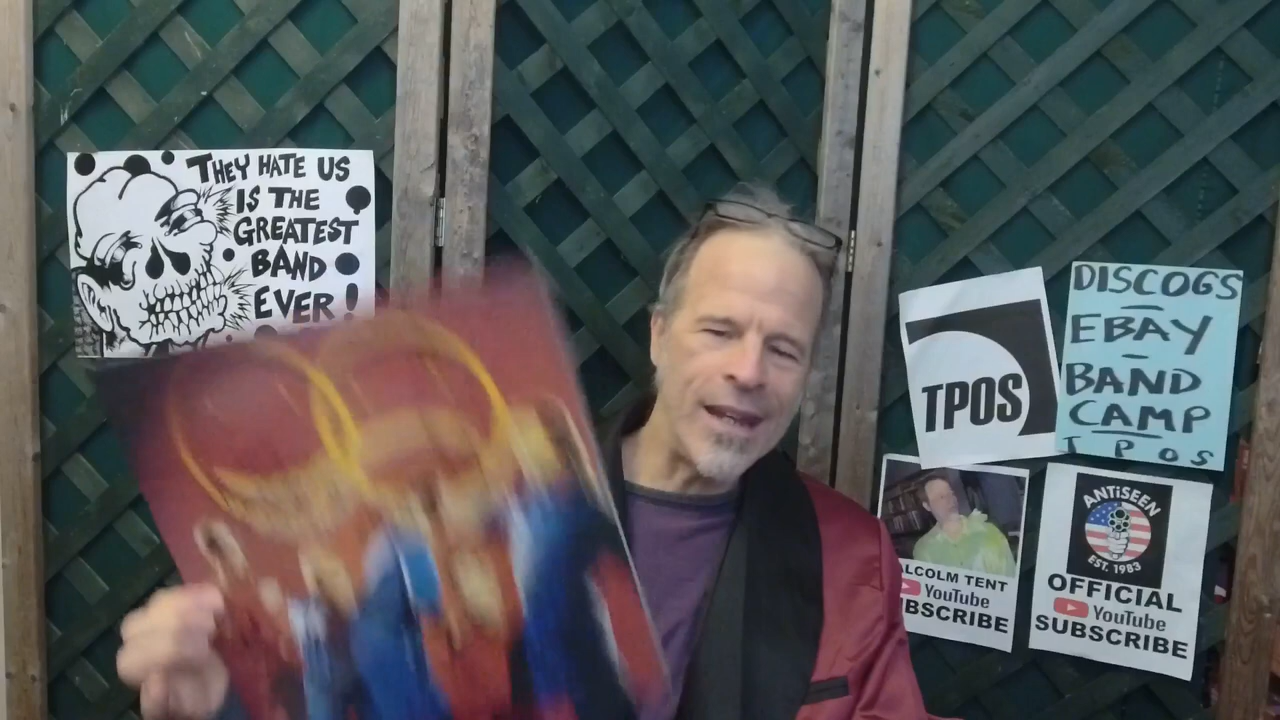 THEY HATE US
IS THE
GREATEST
BAND
EVER!
TPOS
DISCOGS
-
EBAY
-
BAND
CAMP
TPOS
ALCOLM TENT
YouTube
UBSCRIBE
ANTiSEEN
EST. 1983
OFFICIAL
YouTube
SUBSCRIBE